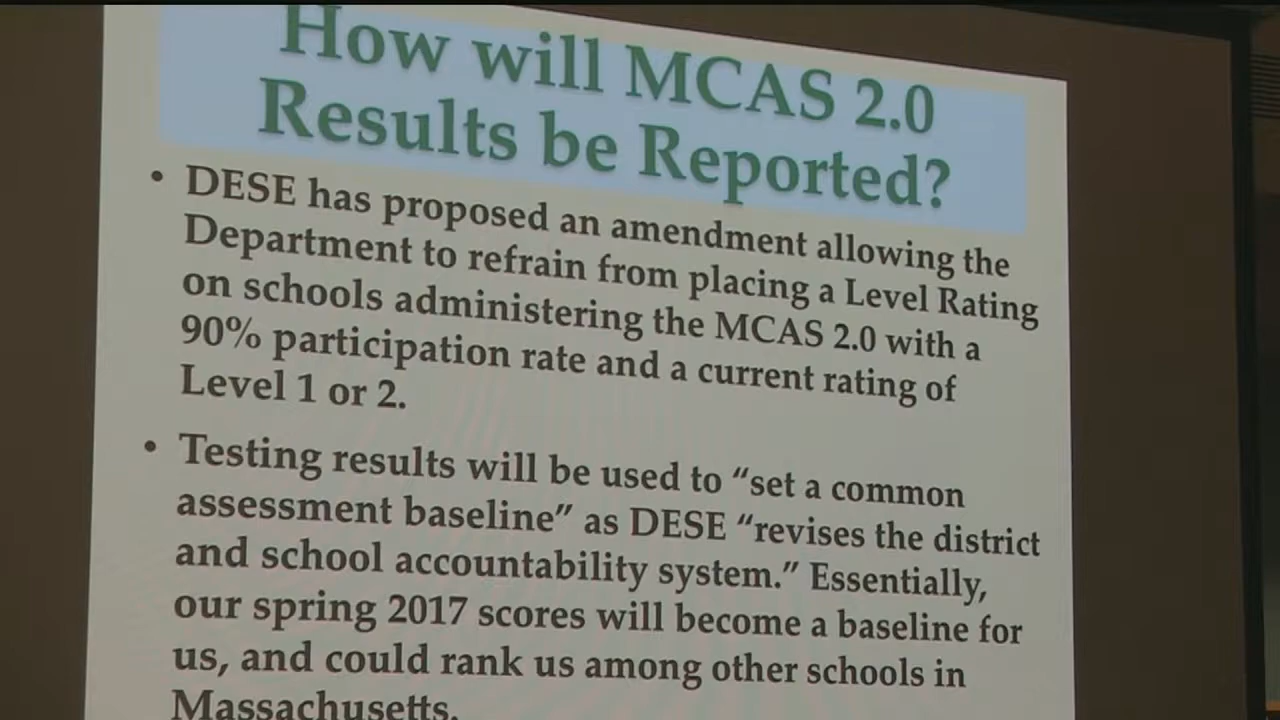 How will MCAS 2.0
Results be Reported?
• DESE has proposed an amendment allowing the
Department to refrain from placing a Level Rating
on schools administering the MCAS 2.0 with a
90% participation rate and a current rating of
Level 1 or 2.
• Testing results will be used to “set a common
assessment baseline” as DESE “revises the district
and school accountability system.” Essentially,
our spring 2017 scores will become a baseline for
us, and could rank us among other schools in
Massachusetts.